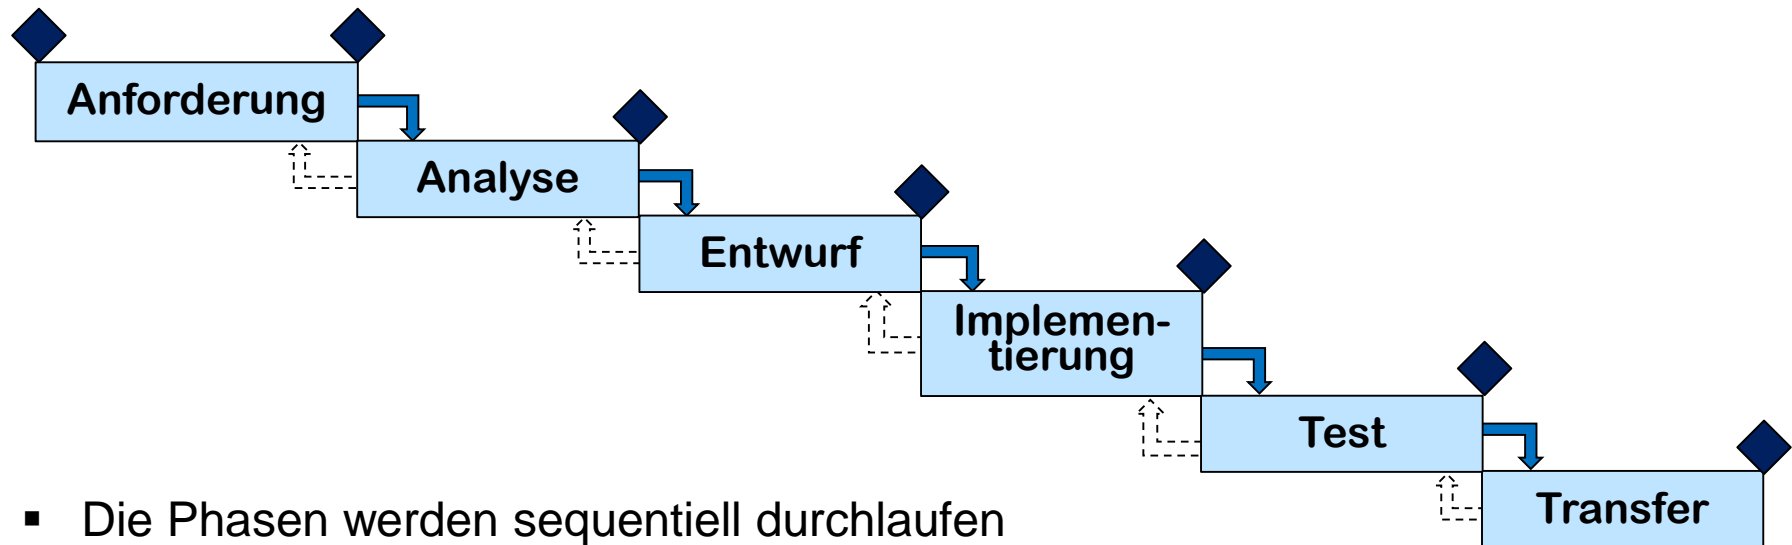 Anforderung
Analyse
Entwurf
Implemen-
tierung
Test
Transfer
▪ Die Phasen werden sequentiell durchlaufen